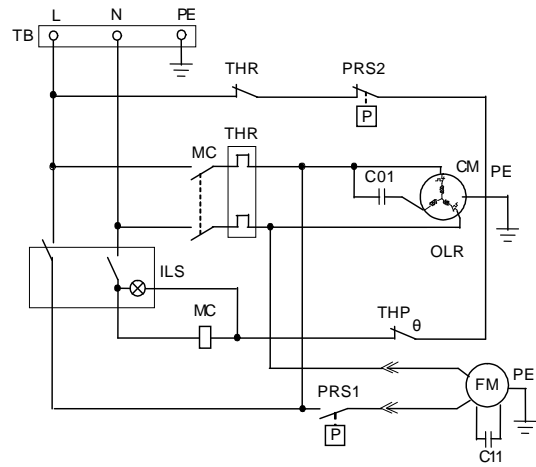 L N PE
TB
THR PRS2
P
THR
MC
C01 CM PE
OLR
ILS
MC THP θ
PRS1 FM PE
P
C11